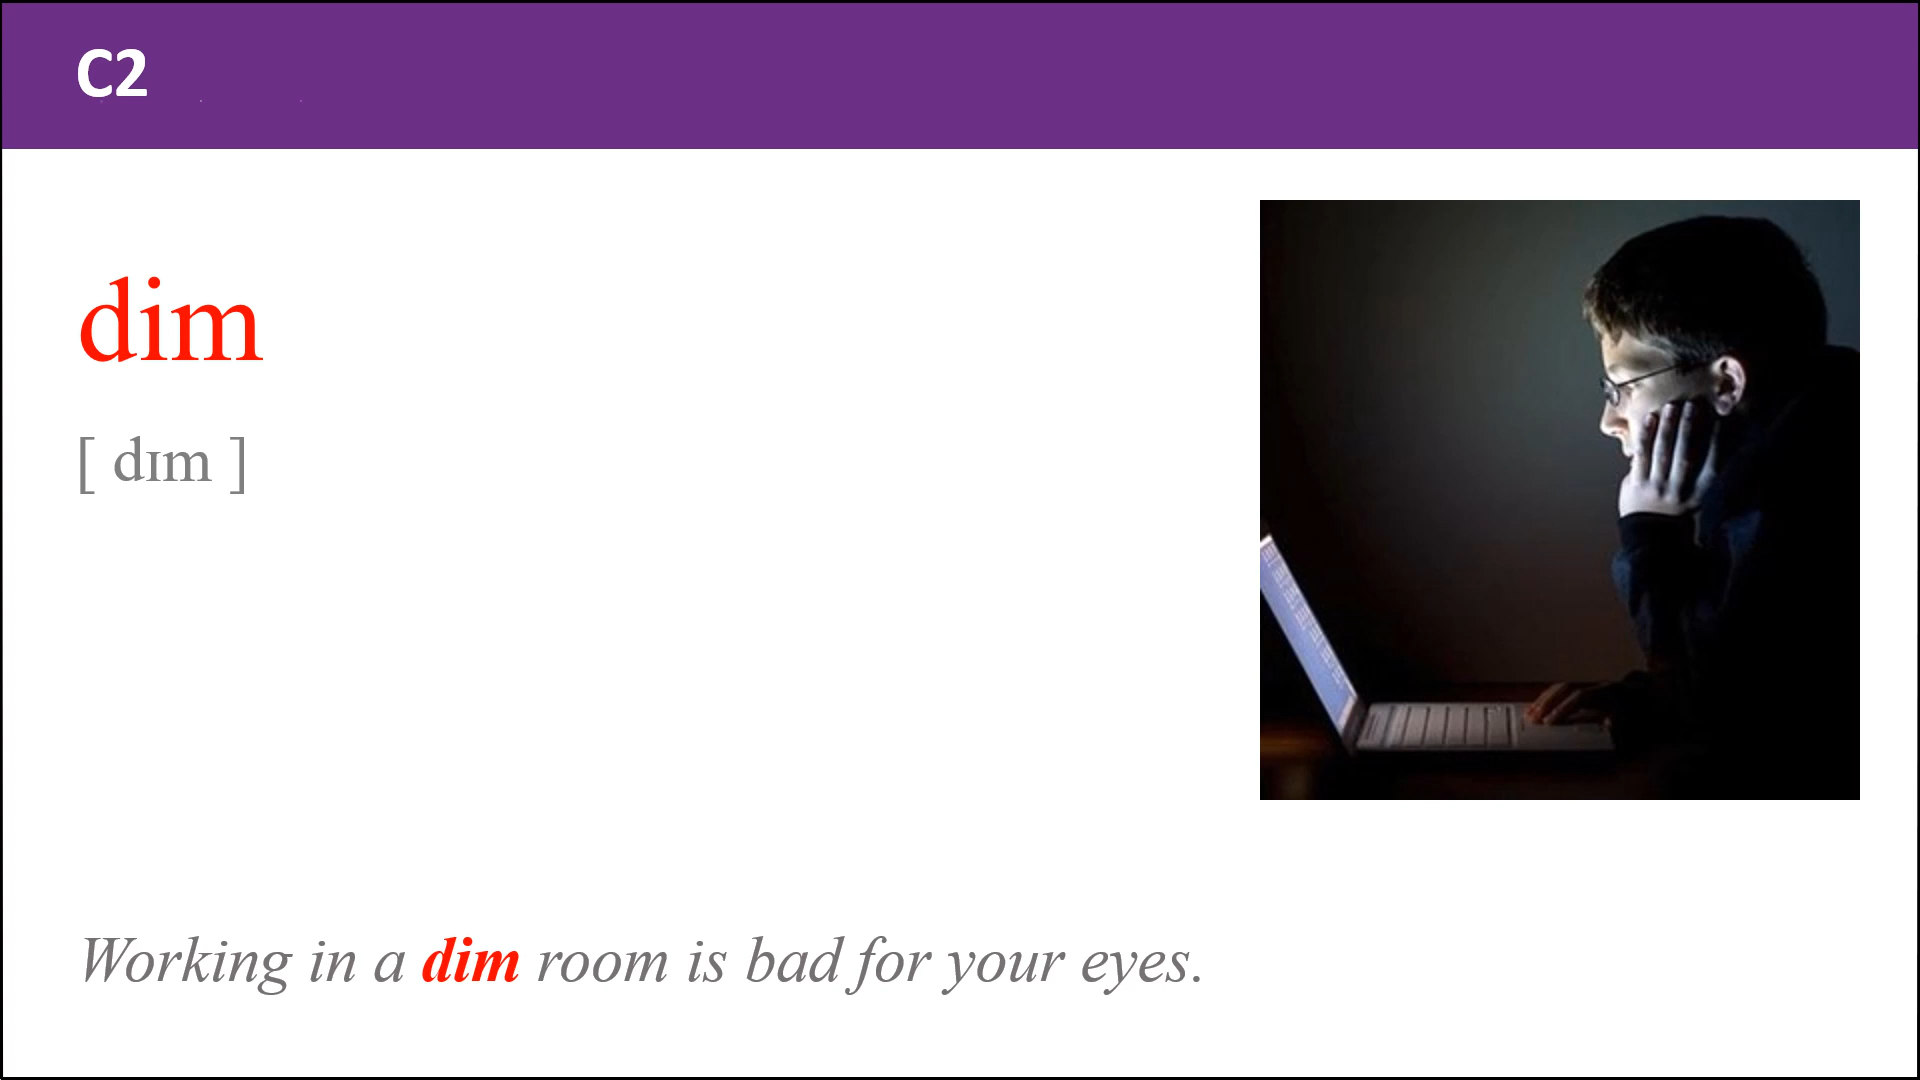 C2
dim
[ dɪm ]
Working in a dim room is bad for your eyes.